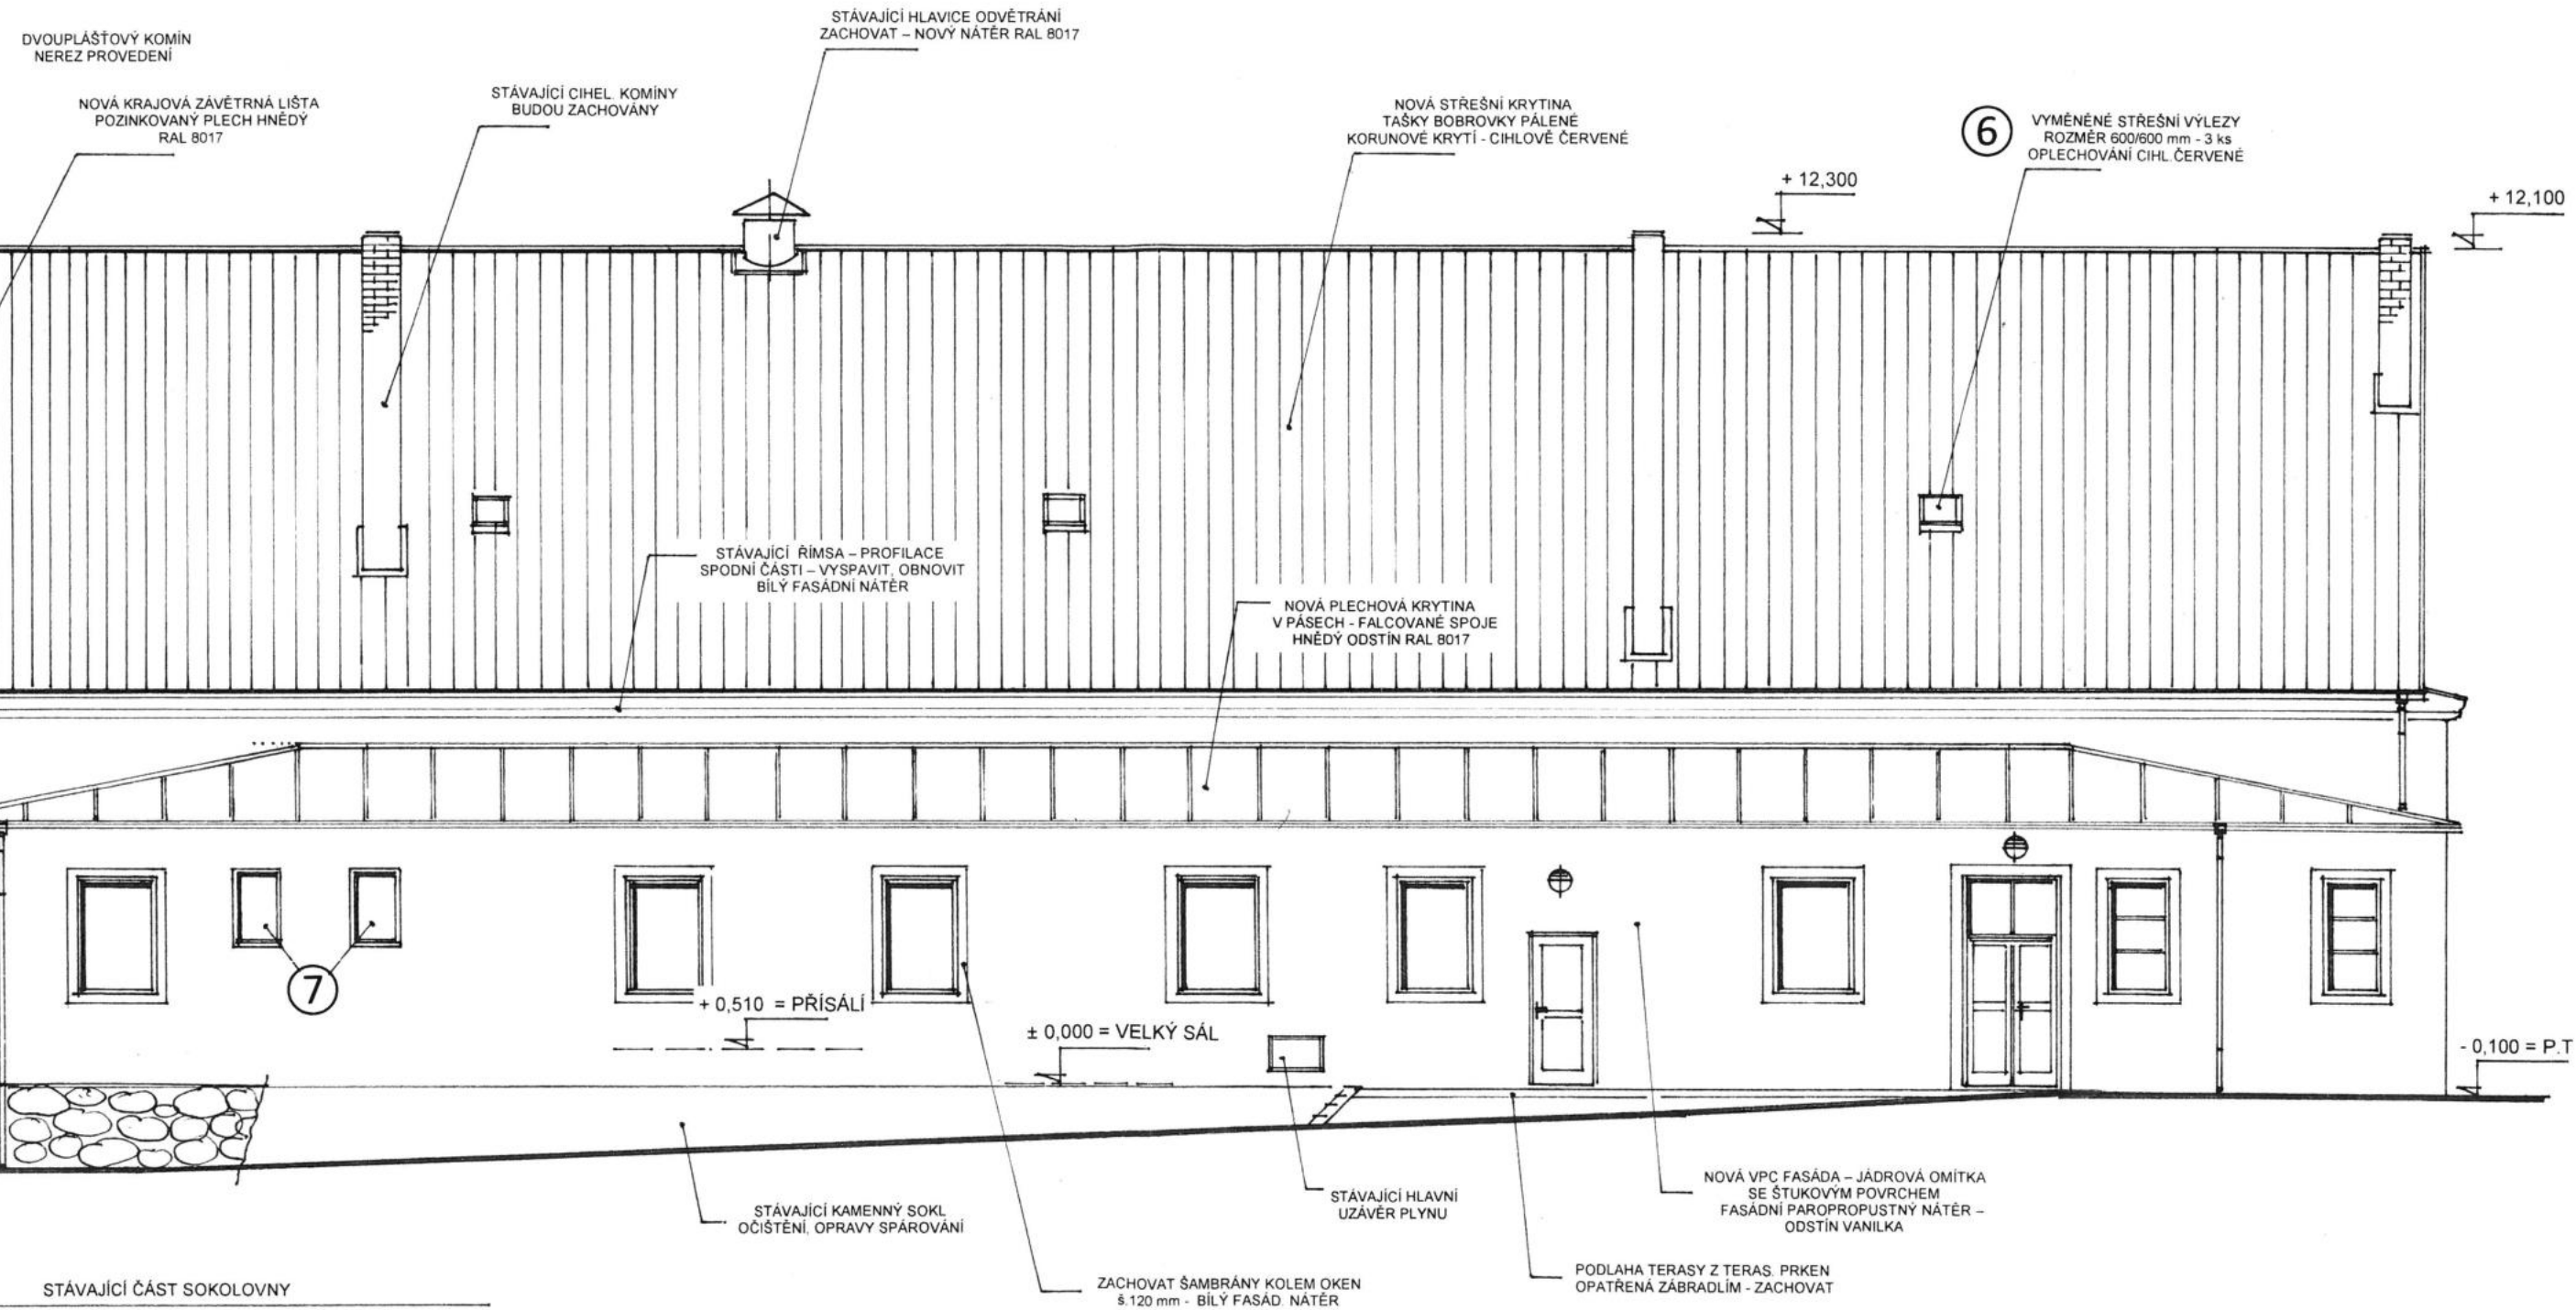 STÁVAJÍCÍ HLAVICE ODVĚTRÁNÍ
ZACHOVAT – NOVÝ NÁTĚR RAL 8017
DVOUPLÁŠŤOVÝ KOMÍN
NEREZ PROVEDENÍ
NOVÁ KRAJOVÁ ZÁVĚTRNÁ LIŠTA
POZINKOVANÝ PLECH HNĚDÝ
RAL 8017
STÁVAJÍCÍ CIHEL. KOMÍNY
BUDOU ZACHOVÁNY
NOVÁ STŘEŠNÍ KRYTINA
TAŠKY BOBROVKY PÁLENÉ
KORUNOVÉ KRYTÍ - CIHLOVĚ ČERVENÉ
6
VYMĚNĚNÉ STŘEŠNÍ VÝLEZY
ROZMĚR 600/600 mm - 3 ks
OPLECHOVÁNÍ CIHL.ČERVENÉ
+ 12,300
+ 12,100
STÁVAJÍCÍ ŘÍMSA – PROFILACE
SPODNÍ ČÁSTI – VYSPAVIT, OBNOVIT
BÍLÝ FASÁDNÍ NÁTĚR
NOVÁ PLECHOVÁ KRYTINA
V PÁSECH - FALCOVANÉ SPOJE
HNĚDÝ ODSTÍN RAL 8017
7
+ 0,510 = PŘÍSÁLÍ
± 0,000 = VELKÝ SÁL
- 0,100 = P.T
STÁVAJÍCÍ KAMENNÝ SOKL
OČIŠTĚNÍ, OPRAVY SPÁROVÁNÍ
STÁVAJÍCÍ HLAVNÍ
UZÁVĚR PLYNU
NOVÁ VPC FASÁDA – JÁDROVÁ OMÍTKA
SE ŠTUKOVÝM POVRCHEM
FASÁDNÍ PAROPROPUSTNÝ NÁTĚR –
ODSTÍN VANILKA
ZACHOVAT ŠAMBRÁNY KOLEM OKEN
š.120 mm - BÍLÝ FASÁD. NÁTĚR
PODLAHA TERASY Z TERAS. PRKEN
OPATŘENÁ ZÁBRADLÍM - ZACHOVAT
STÁVAJÍCÍ ČÁST SOKOLOVNY